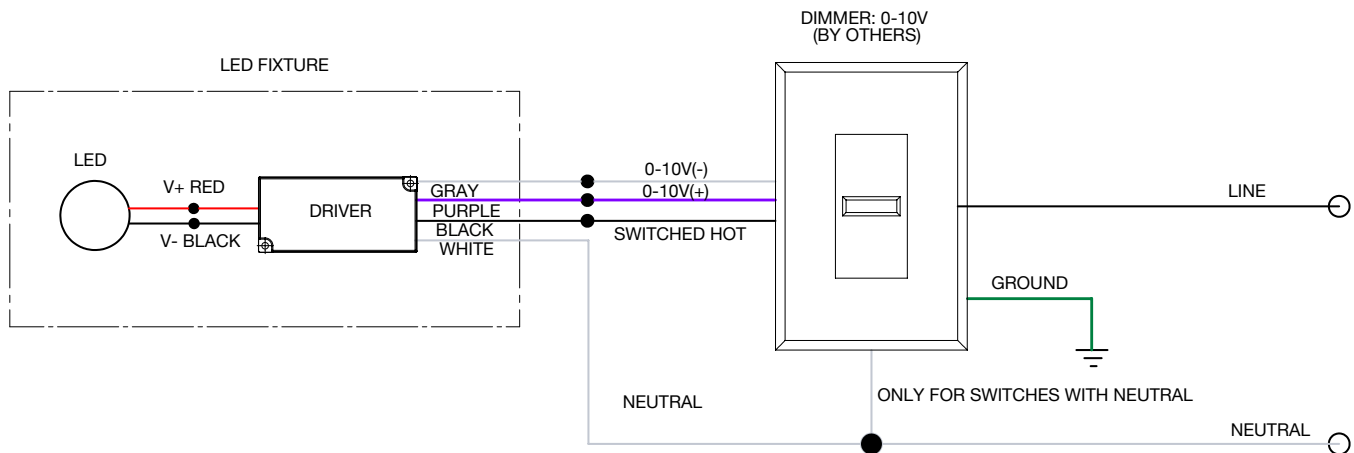 DIMMER: 0-10V
(BY OTHERS)
LED FIXTURE
LED
V+ RED
V- BLACK
DRIVER
GRAY
PURPLE
BLACK
WHITE
0-10V(-)
0-10V(+)
SWITCHED HOT
LINE
GROUND
ONLY FOR SWITCHES WITH NEUTRAL
NEUTRAL
NEUTRAL